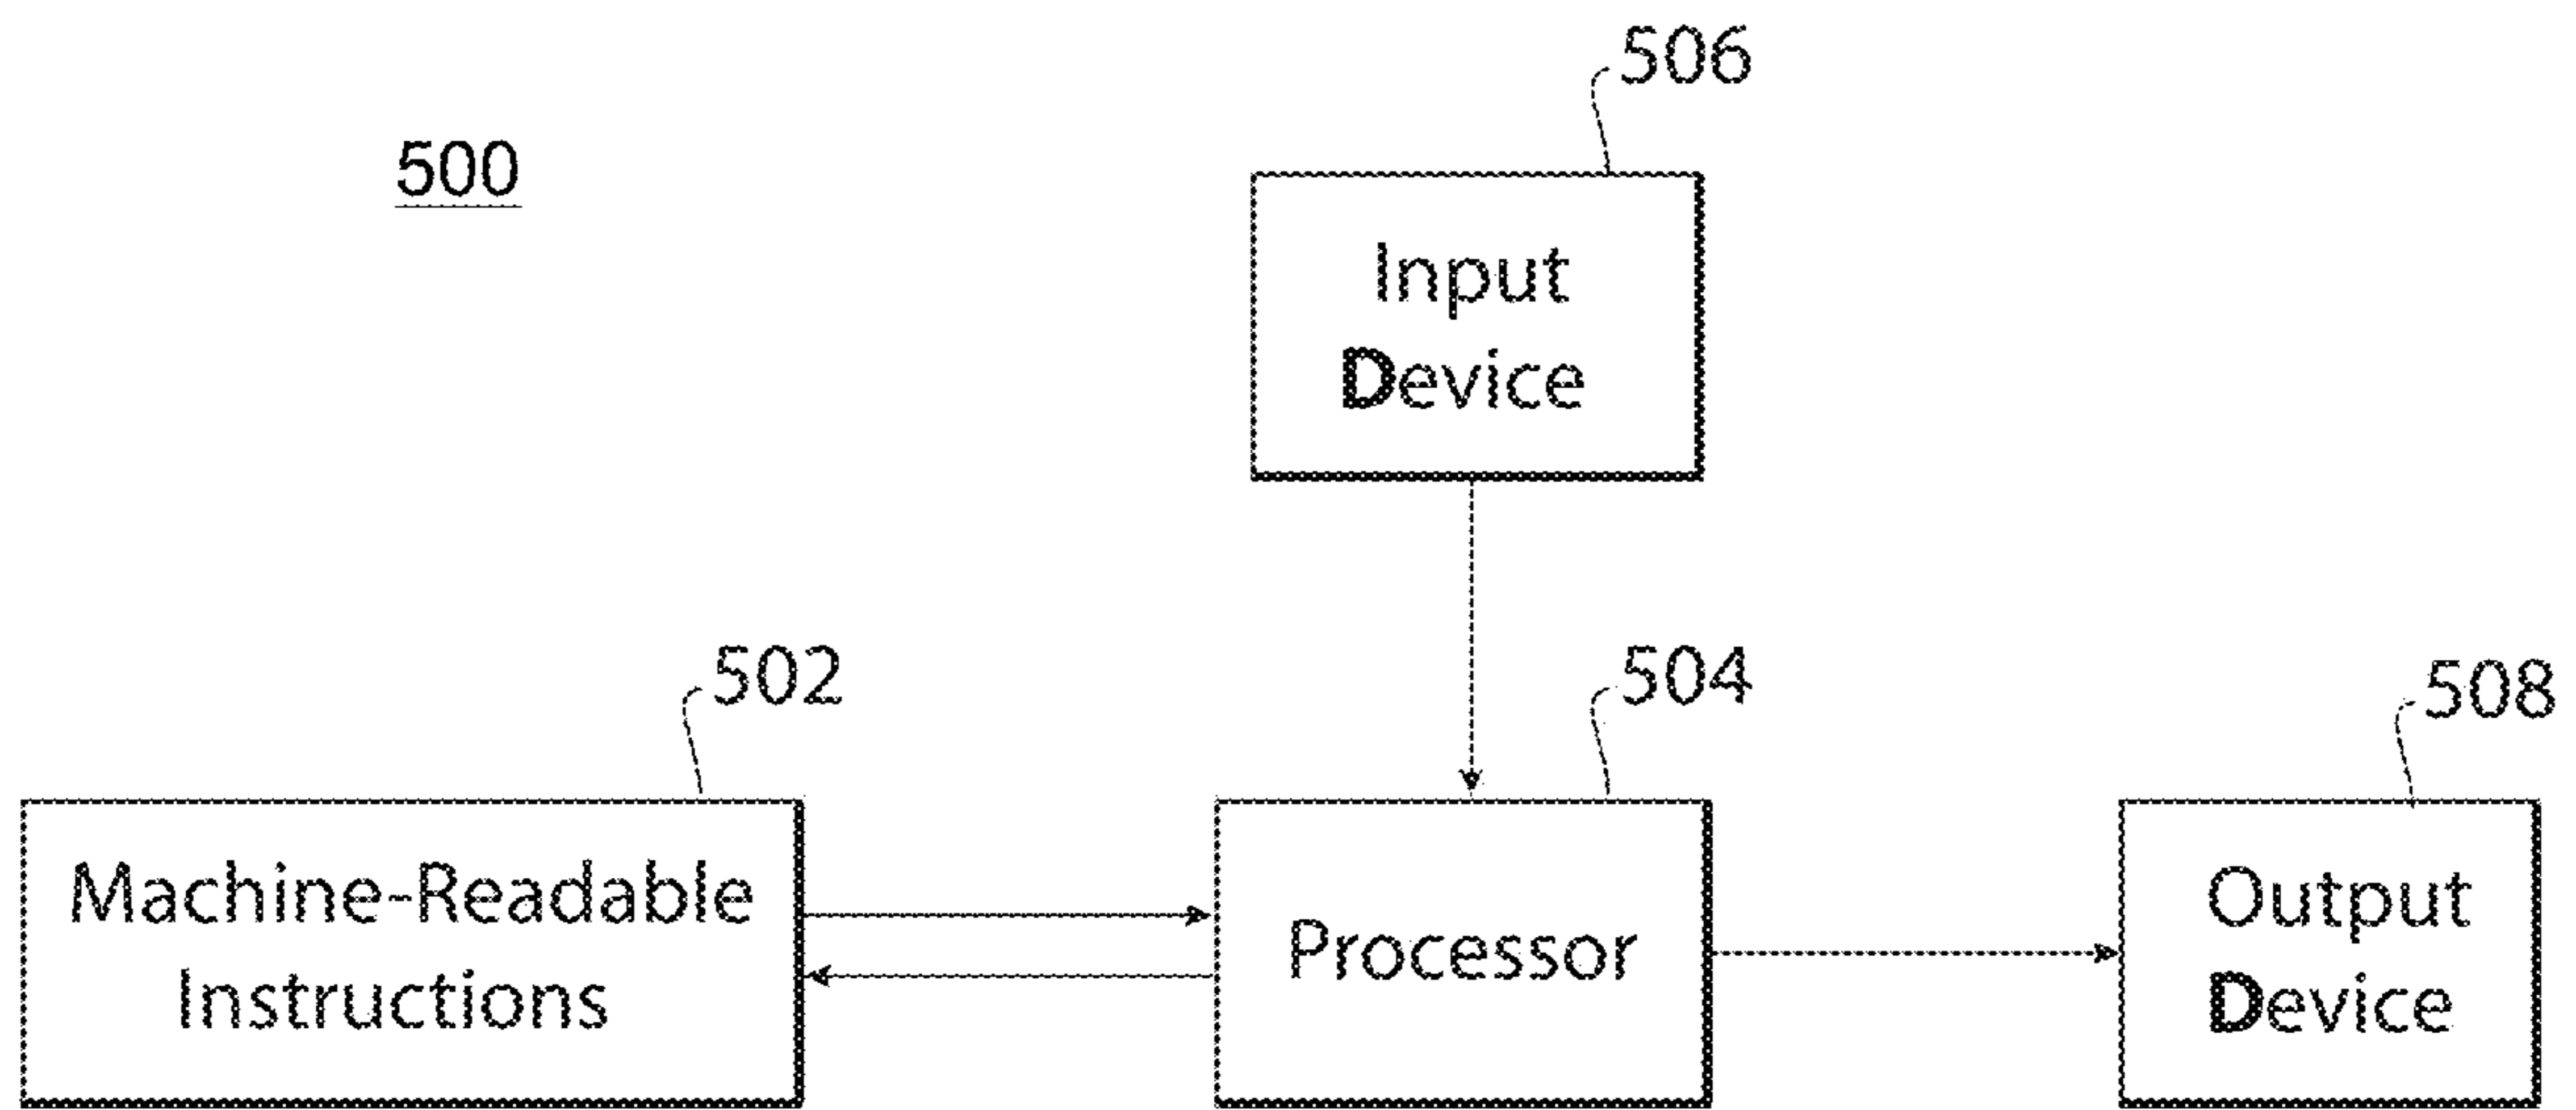 506
500
Input
Device
502
504
508
Machine-Readable
Instructions
Processor
Output
Device